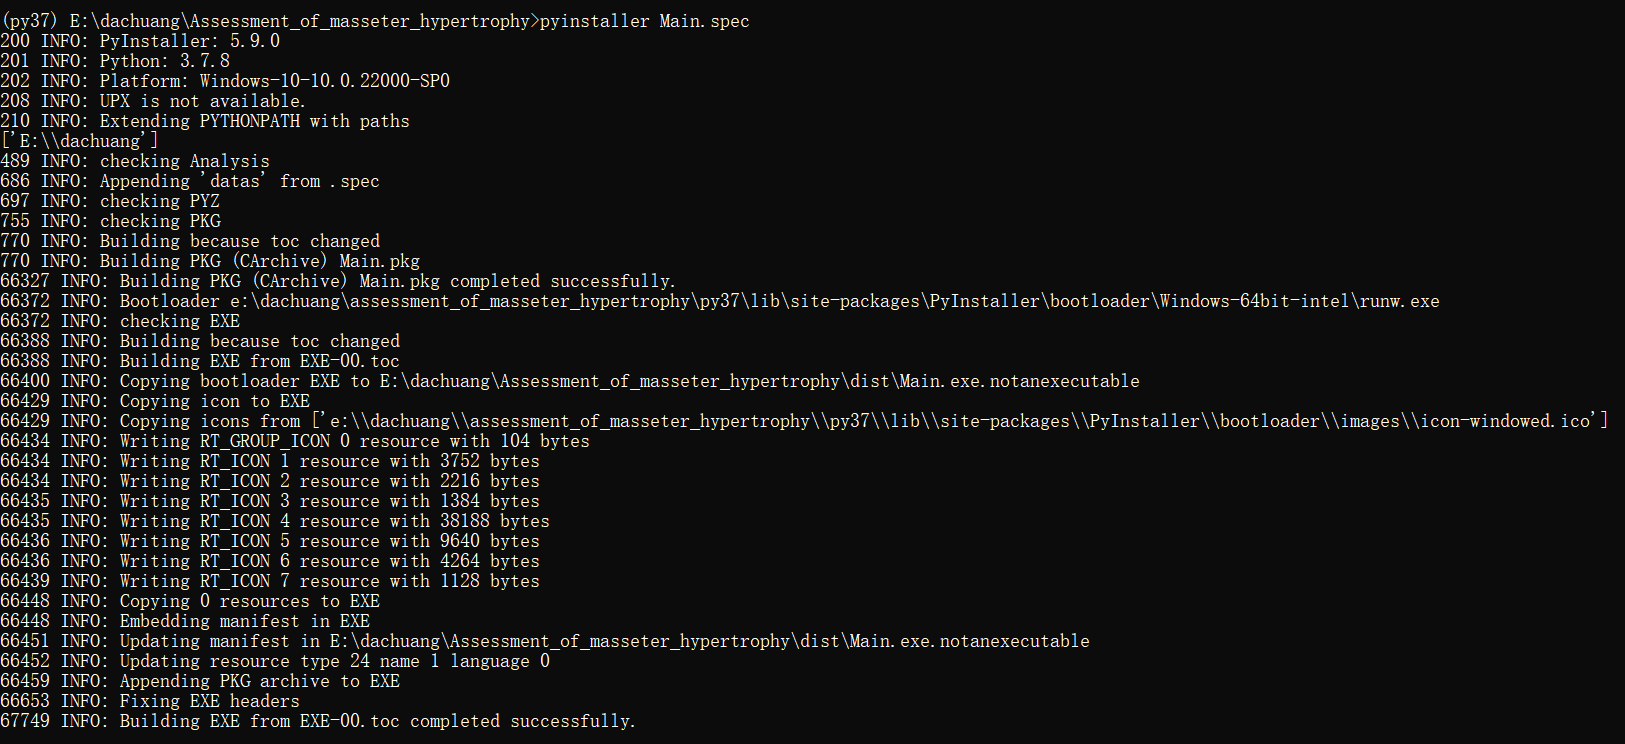 (py37) E:\dachuang\Assessment_of_masseter_hypertrophy>pyinstaller Main.spec
200 INFO: PyInstaller: 5.9.0
201 INFO: Python: 3.7.8
202 INFO: Platform: Windows-10-10.0.22000-SP0
208 INFO: UPX is not available.
210 INFO: Extending PYTHONPATH with paths
['E:\\dachuang']
489 INFO: checking Analysis
686 INFO: Appending 'datas' from .spec
697 INFO: checking PYZ
755 INFO: checking PKG
770 INFO: Building because toc changed
770 INFO: Building PKG (CArchive) Main.pkg
66327 INFO: Building PKG (CArchive) Main.pkg completed successfully.
66372 INFO: Bootloader e:\dachuang\assessment_of_masseter_hypertrophy\py37\lib\site-packages\PyInstaller\bootloader\Windows-64bit-intel\runw.exe
66372 INFO: checking EXE
66388 INFO: Building because toc changed
66388 INFO: Building EXE from EXE-00.toc
66400 INFO: Copying bootloader EXE to E:\dachuang\Assessment_of_masseter_hypertrophy\dist\Main.exe.notanexecutable
66429 INFO: Copying icon to EXE
66429 INFO: Copying icons from ['e:\\dachuang\\assessment_of_masseter_hypertrophy\\py37\\lib\\site-packages\\PyInstaller\\bootloader\\images\\icon-windowed.ico']
66434 INFO: Writing RT_GROUP_ICON 0 resource with 104 bytes
66434 INFO: Writing RT_ICON 1 resource with 3752 bytes
66434 INFO: Writing RT_ICON 2 resource with 2216 bytes
66435 INFO: Writing RT_ICON 3 resource with 1384 bytes
66435 INFO: Writing RT_ICON 4 resource with 38188 bytes
66436 INFO: Writing RT_ICON 5 resource with 9640 bytes
66436 INFO: Writing RT_ICON 6 resource with 4264 bytes
66439 INFO: Writing RT_ICON 7 resource with 1128 bytes
66448 INFO: Copying 0 resources to EXE
66448 INFO: Embedding manifest in EXE
66451 INFO: Updating manifest in E:\dachuang\Assessment_of_masseter_hypertrophy\dist\Main.exe.notanexecutable
66452 INFO: Updating resource type 24 name 1 language 0
66459 INFO: Appending PKG archive to EXE
66653 INFO: Fixing EXE headers
67749 INFO: Building EXE from EXE-00.toc completed successfully.